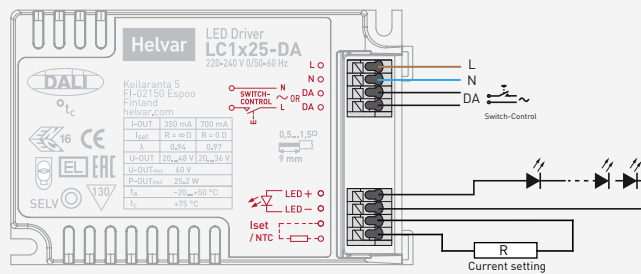 Helvar
LED Driver
LC1x25-DA
220-240 V 0/50-60 Hz
DALI
tc
16
CE
EL
EAC
SELV
130
Keilaranta 5
FI-02150 Espoo
Finland
helvar.com
I-OUT 350 mA 700 mA
Iset R = ∞ Ω R = 0 Ω
λ 0.94 0.97
U-OUT 20...48 V 20...36 V
U-OUTmax 60 V
P-OUTmax 25.2 W
ta -20...+50 °C
tc +75 °C
SWITCH-
CONTROL
N
L
~ OR
L
N
DA
DA
0,5...1,5
9 mm
LED +
LED −
Iset
/ NTC
L
N
DA
Switch-Control
R
Current setting